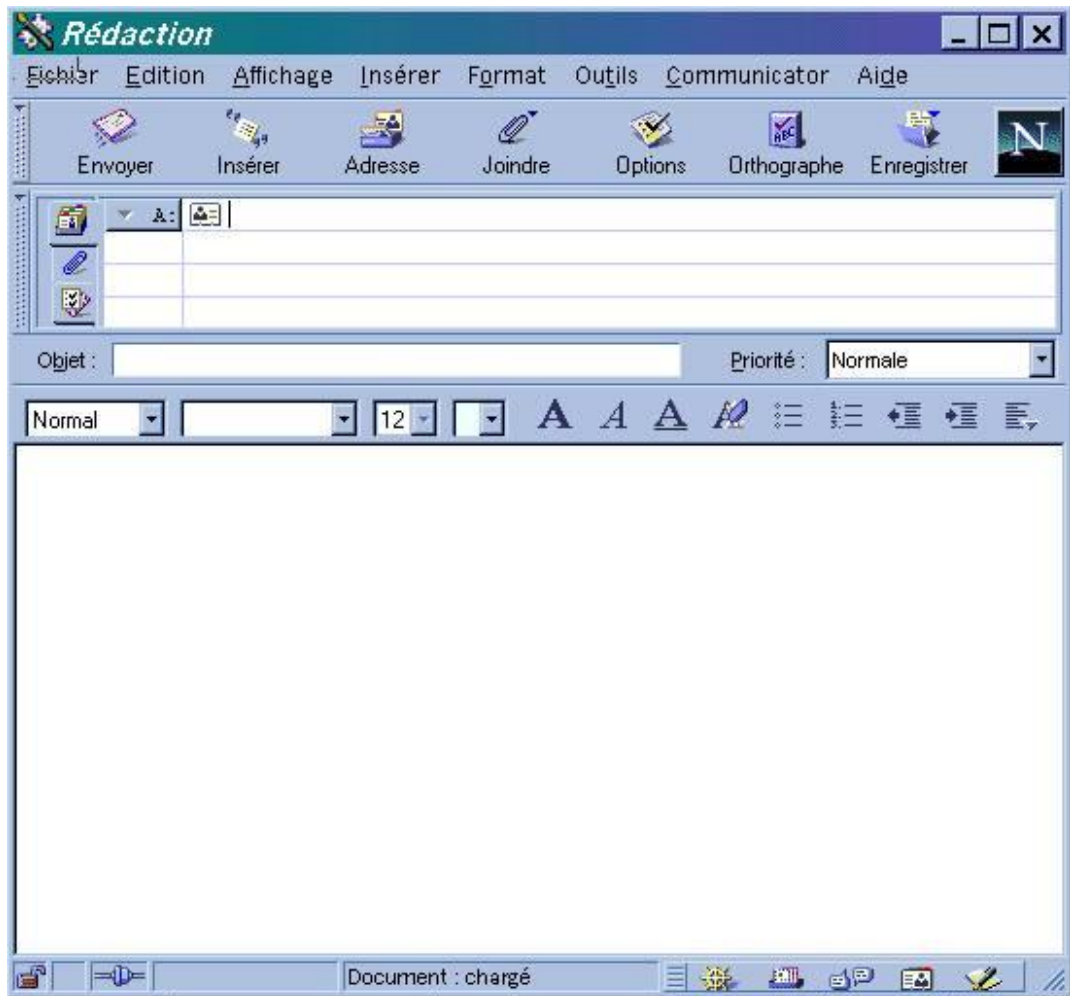 Rédaction
Fichier Edition Affichage Insérer Format Outils Communicator Aide
Envoyer Insérer Adresse Joindre Options Orthographe Enregistrer N
A:
Objet : Priorité : Normale
Normal 12 A A A
Document : chargé